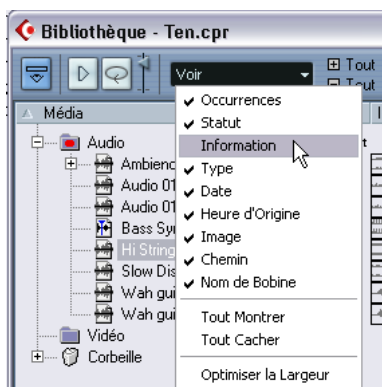 Bibliothèque - Ten.cpr
Voir
Tout
Tout
Média
Occurrences
Statut
Information
Type
Date
Heure d'Origine
Image
Chemin
Nom de Bobine
Tout Montrer
Tout Cacher
Optimiser la Largeur
Audio
Ambienc
Audio 01
Audio 01
Bass Syn
Hi String
Slow Dis
Wah gui
Wah gui
Vidéo
Corbeille